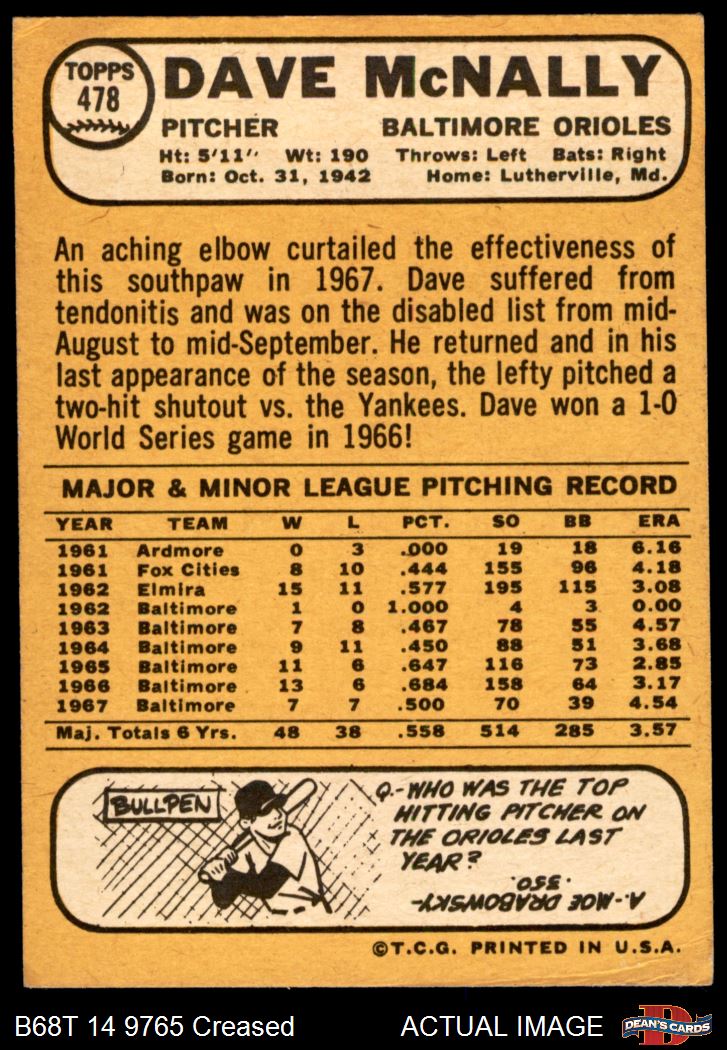 TOPPS
478
DAVE McNALLY
PITCHER BALTIMORE ORIOLES
Ht: 5'11" Wt: 190 Throws: Left Bats: Right
Born: Oct. 31, 1942 Home: Lutherville, Md.
An aching elbow curtailed the effectiveness of
this southpaw in 1967. Dave suffered from
tendonitis and was on the disabled list from mid-
August to mid-September. He returned and in his
last appearance of the season, the lefty pitched a
two-hit shutout vs. the Yankees. Dave won a 1-0
World Series game in 1966!
MAJOR & MINOR LEAGUE PITCHING RECORD
YEAR TEAM W L PCT. SO BB ERA
1961 Ardmore 0 3 .000 19 18 6.16
1961 Fox Cities 8 10 .444 155 96 4.18
1962 Elmira 15 11 .577 195 115 3.08
1962 Baltimore 1 0 1.000 4 3 0.00
1963 Baltimore 7 8 .467 78 55 4.57
1964 Baltimore 9 11 .450 88 51 3.68
1965 Baltimore 11 6 .647 116 73 2.85
1966 Baltimore 13 6 .684 158 64 3.17
1967 Baltimore 7 7 .500 70 39 4.54
Maj. Totals 6 Yrs. 48 38 .558 514 285 3.57
BULLPEN
Q.-WHO WAS THE TOP
HITTING PITCHER ON
THE ORIOLES LAST
YEAR?
A.-MOE DRABOWSKY-
.350.
©T.C.G. PRINTED IN U.S.A.
B68T 14 9765 Creased ACTUAL IMAGE
DEAN'S CARDS